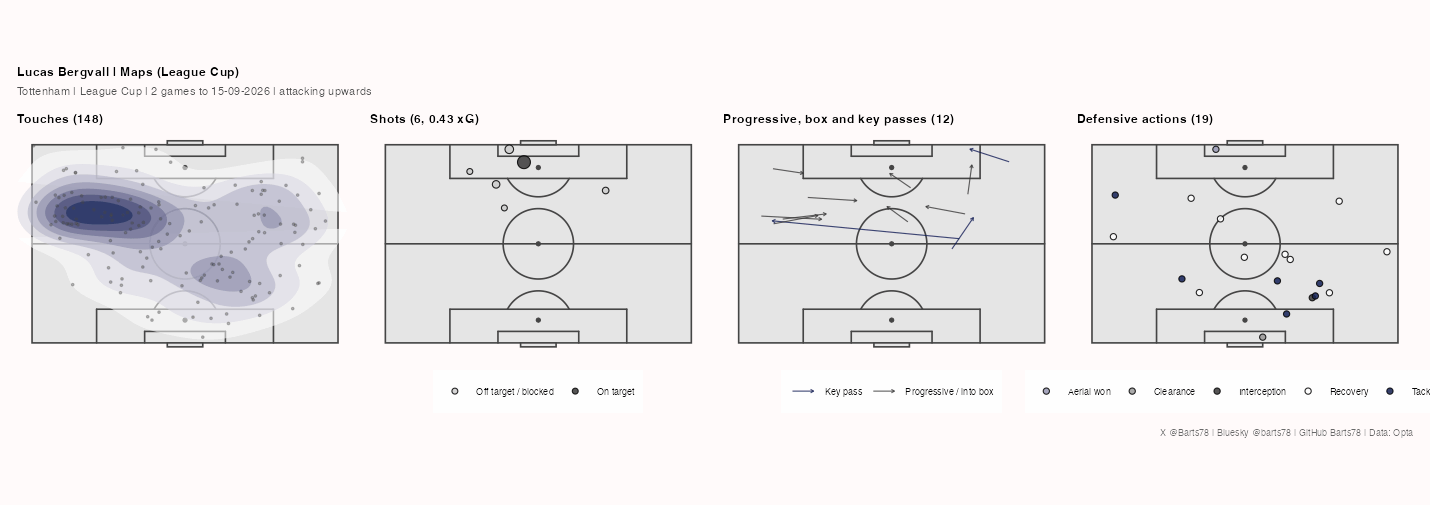 Lucas Bergvall | Maps (League Cup)
Tottenham | League Cup | 2 games to 15-09-2026 | attacking upwards
Touches (148)
Shots (6, 0.43 xG)
Progressive, box and key passes (12)
Defensive actions (19)
Off target / blocked
On target
Key pass
Progressive / into box
Aerial won
Clearance
Interception
Recovery
Tack
X @Barts78 | Bluesky @barts78 | GitHub Barts78 | Data: Opta